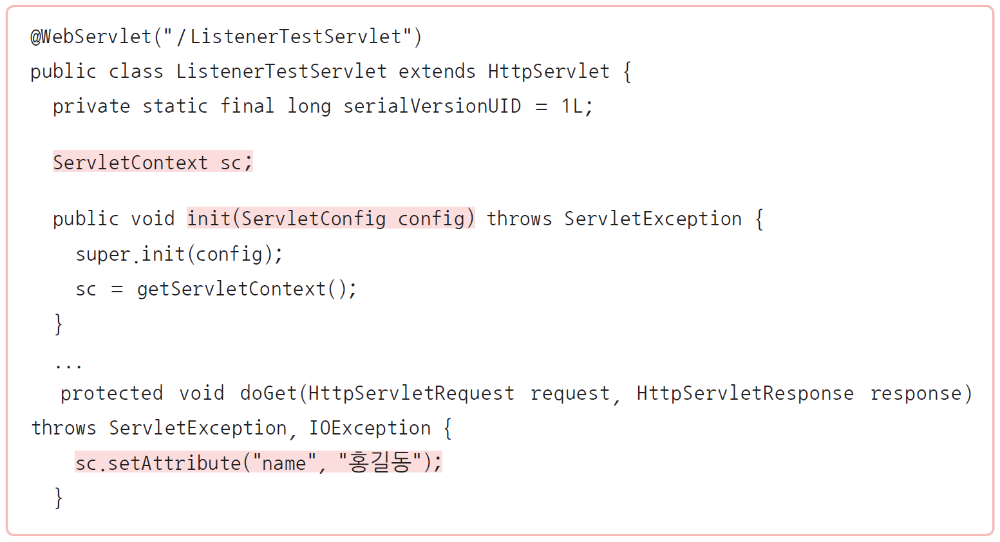 @WebServlet("/ListenerTestServlet")
public class ListenerTestServlet extends HttpServlet {
private static final long serialVersionUID = 1L;
ServletContext sc;
public void init(ServletConfig config) throws ServletException {
super.init(config);
sc = getServletContext();
}
...
protected void doGet(HttpServletRequest request, HttpServletResponse response)
throws ServletException, IOException {
sc.setAttribute("name", "홍길동");
}